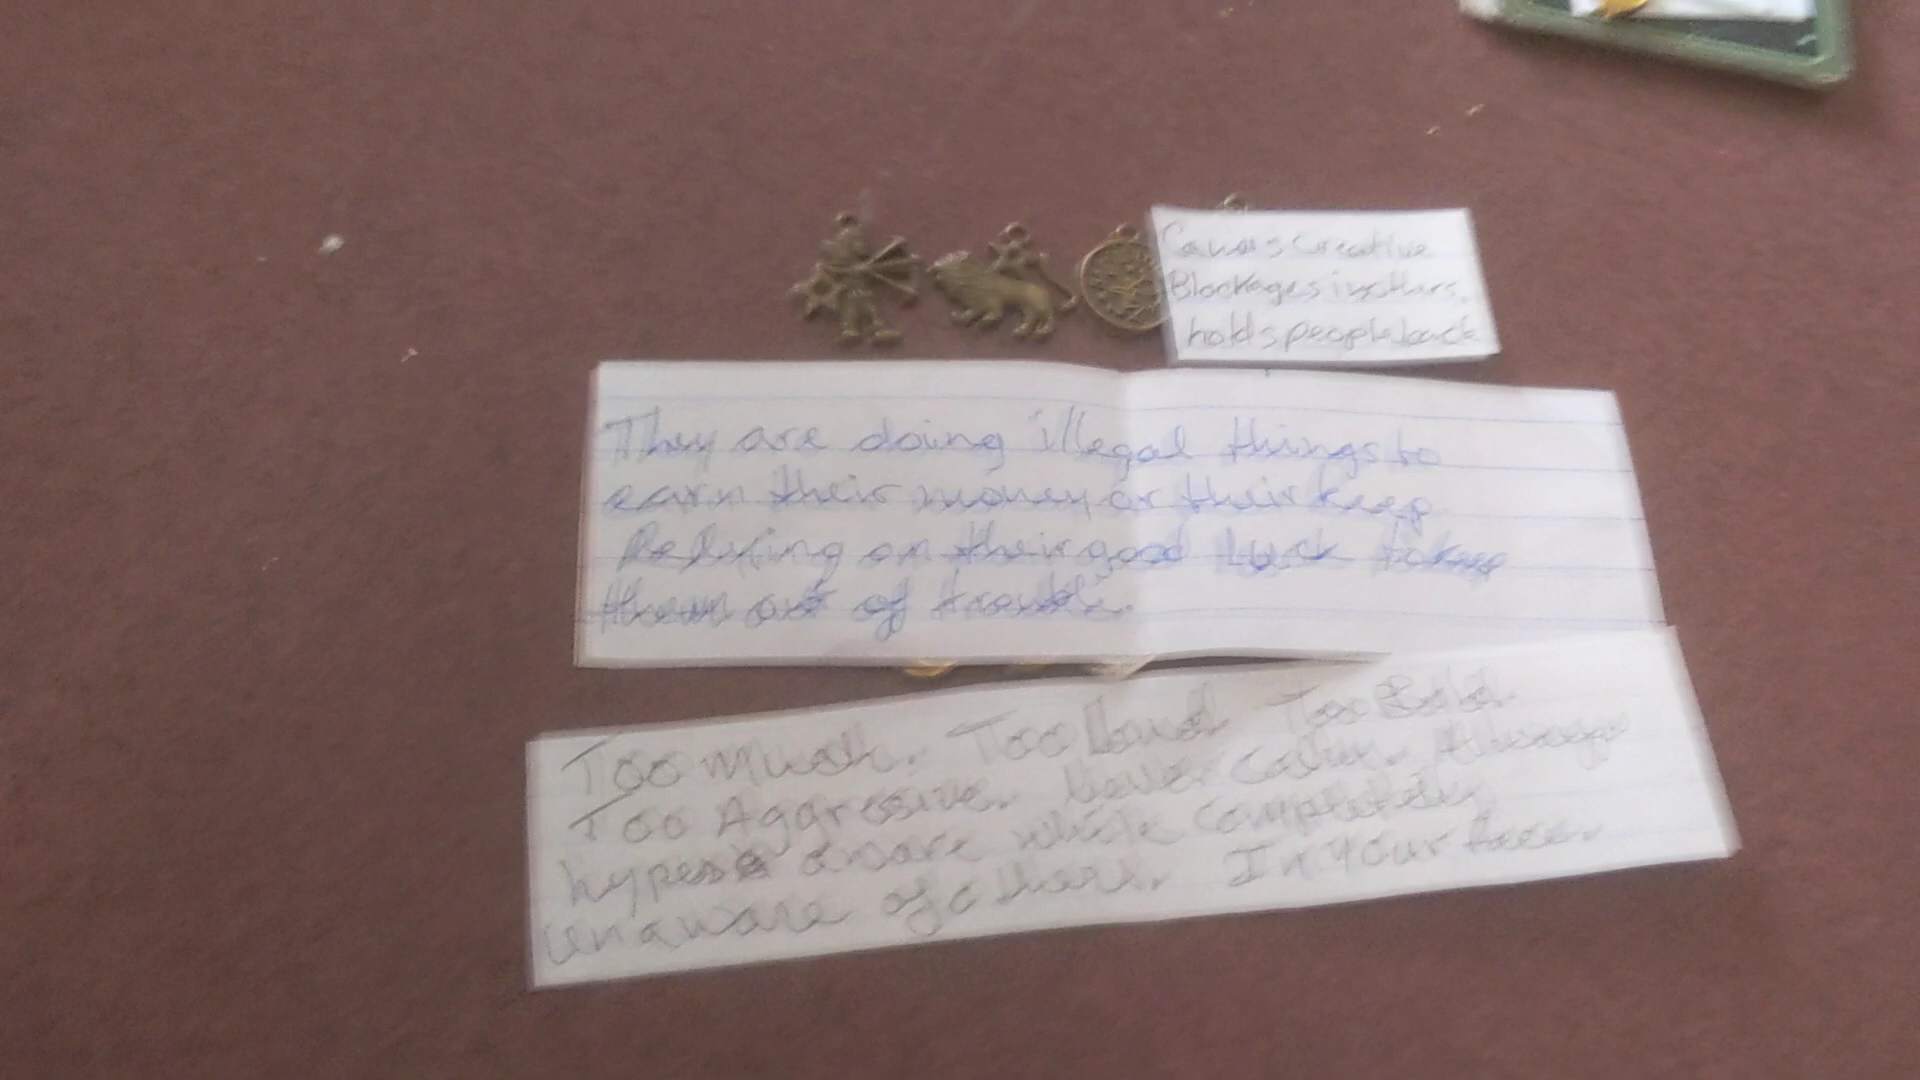 Causes Creative
Blockages in others.
holds people back
They are doing illegal things to
earn their money or their keep
Relying on their good Luck to keep
them out of trouble.
Too Much. Too Loud. Too Bold.
Too Aggressive. Never Calm. Always
hyper aware while completely
unaware of others. In your face.